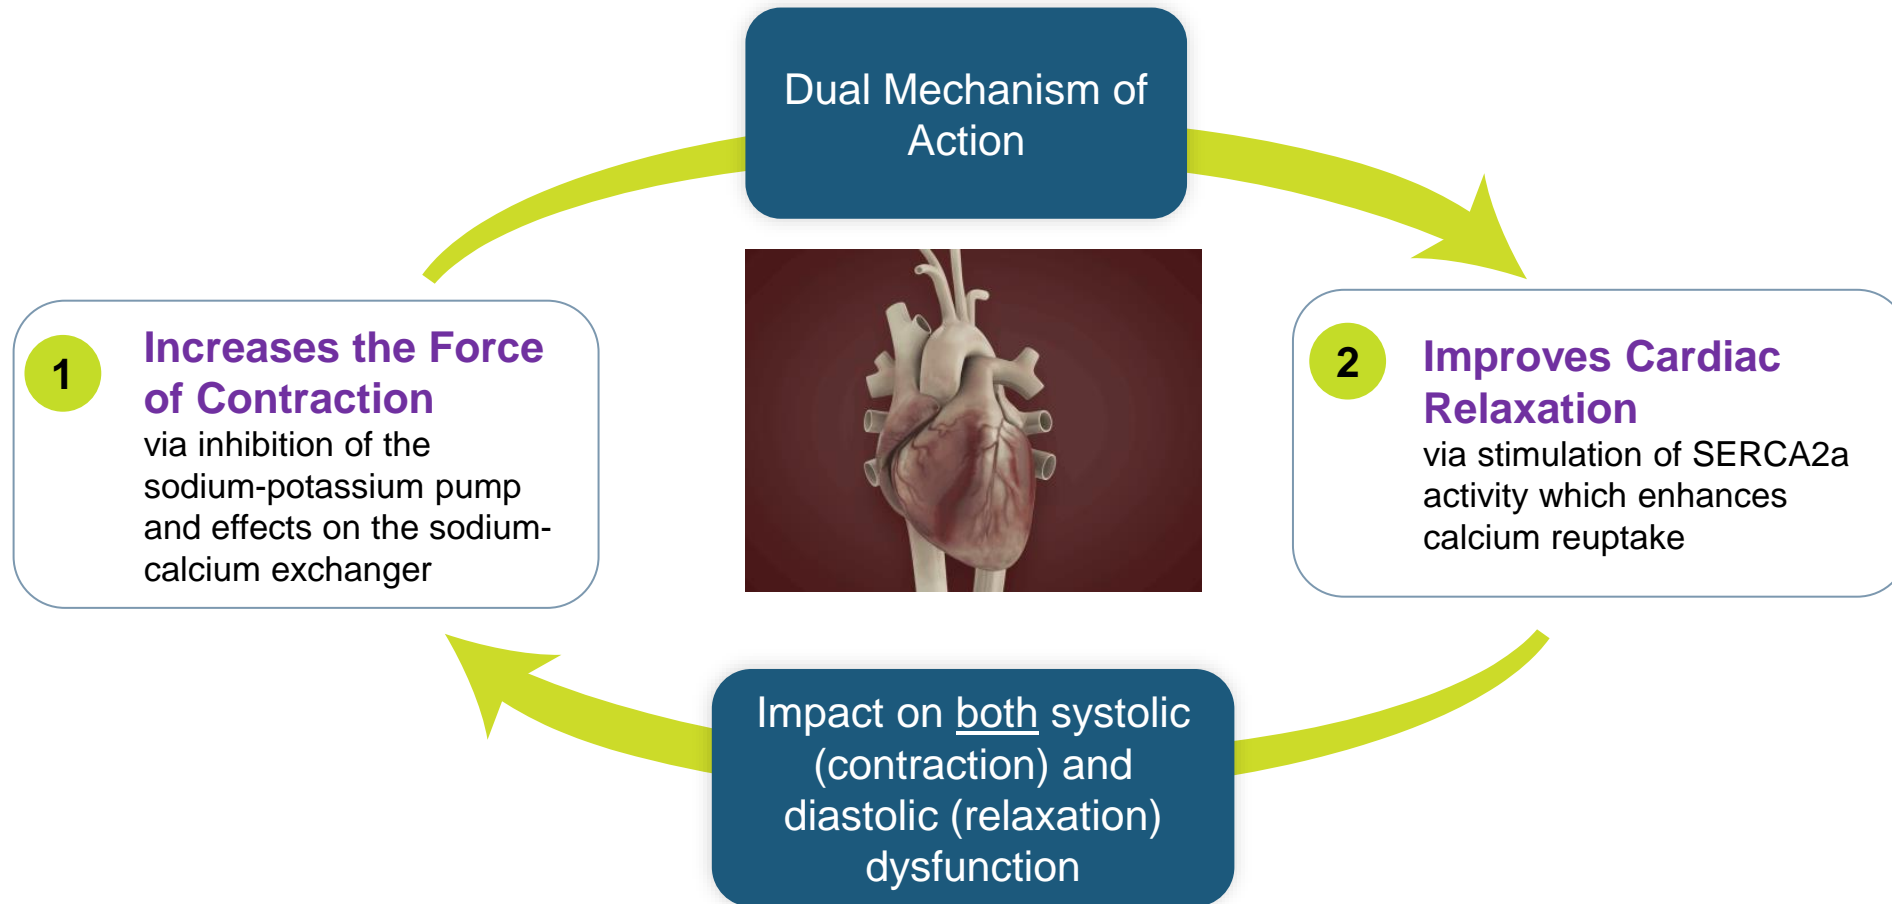 Dual Mechanism of
Action
1
Increases the Force
of Contraction
via inhibition of the
sodium-potassium pump
and effects on the sodium-
calcium exchanger
2
Improves Cardiac
Relaxation
via stimulation of SERCA2a
activity which enhances
calcium reuptake
Impact on both systolic
(contraction) and
diastolic (relaxation)
dysfunction